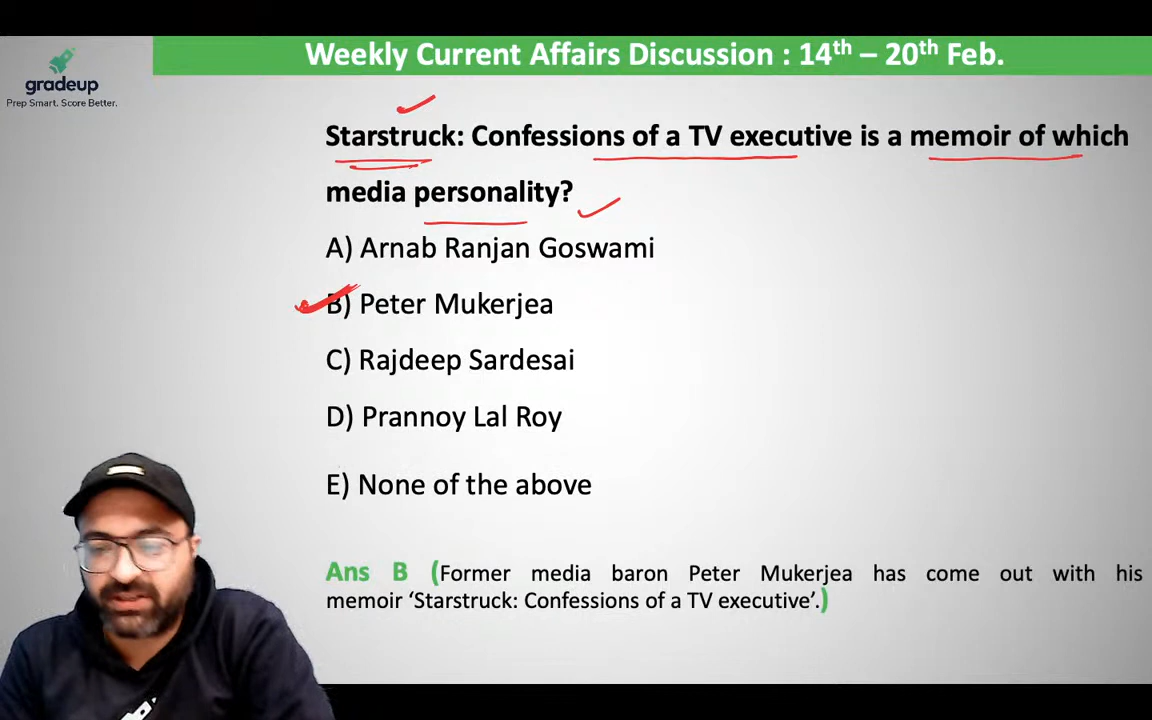 gradeup
Prep Smart. Score Better.
Weekly Current Affairs Discussion : 14th – 20th Feb.
Starstruck: Confessions of a TV executive is a memoir of which
media personality?
A) Arnab Ranjan Goswami
B) Peter Mukerjea
C) Rajdeep Sardesai
D) Prannoy Lal Roy
E) None of the above
Ans B (Former media baron Peter Mukerjea has come out with his
memoir ‘Starstruck: Confessions of a TV executive’.)